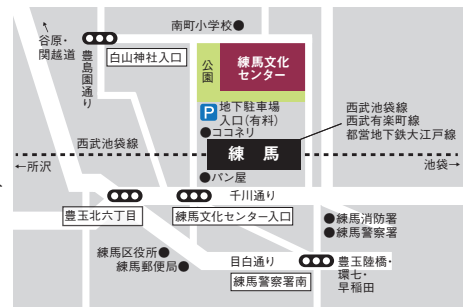 南町小学校●
谷原・
関越道
豊島園通り
白山神社入口
公園
練馬文化
センター
P 地下駐車場
入口(有料)
●ココネリ
西武池袋線
西武有楽町線
都営地下鉄大江戸線
西武池袋線
練馬
←所沢
池袋→
●パン屋
千川通り
豊玉北六丁目
練馬文化センター入口
●練馬消防署
●練馬警察署
練馬区役所●
練馬郵便局●
目白通り
練馬警察署南
豊玉陸橋・
環七・
早稲田